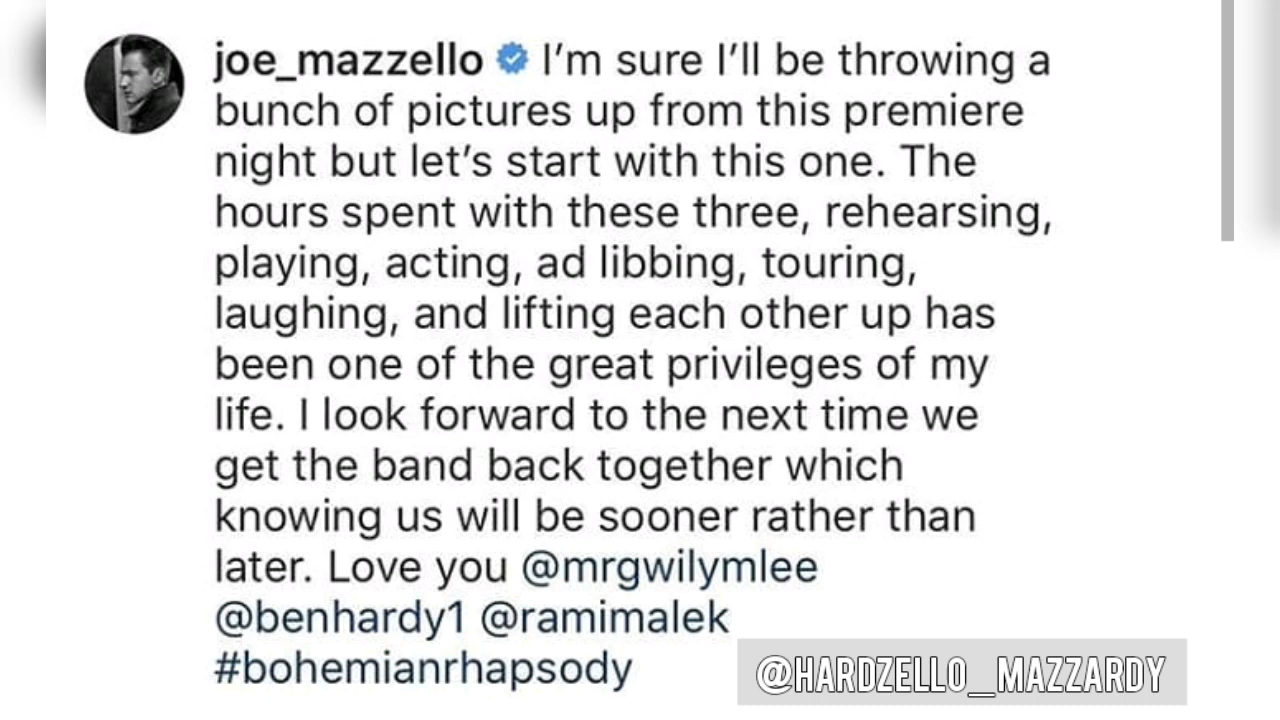 joe_mazzello I’m sure I’ll be throwing a
bunch of pictures up from this premiere
night but let’s start with this one. The
hours spent with these three, rehearsing,
playing, acting, ad libbing, touring,
laughing, and lifting each other up has
been one of the great privileges of my
life. I look forward to the next time we
get the band back together which
knowing us will be sooner rather than
later. Love you @mrgwilymlee
@benhardy1 @ramimalek
#bohemianrhapsody
@HARDZELLO_MAZZARDY